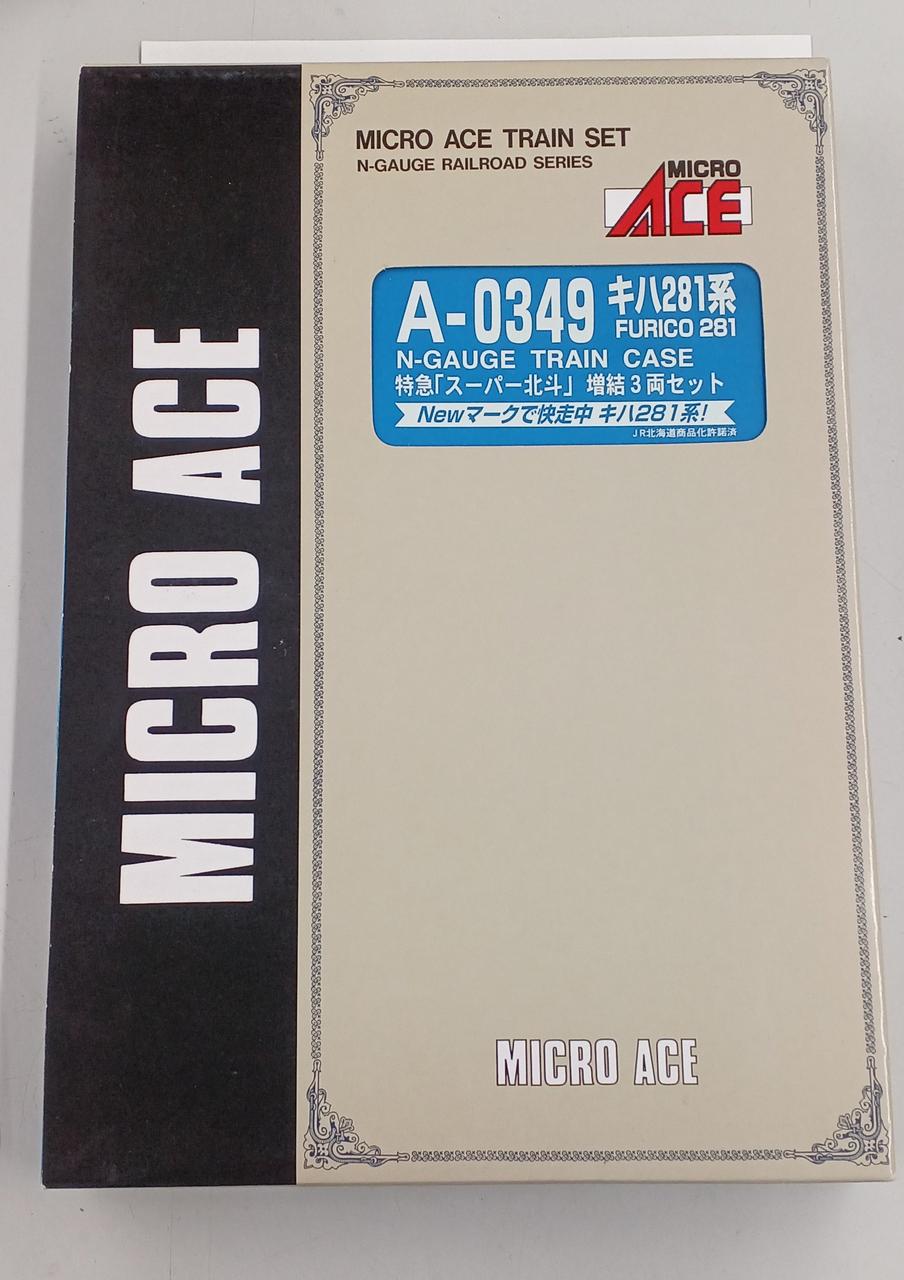 MICRO ACE
MICRO ACE TRAIN SET
N-GAUGE RAILROAD SERIES
MICRO
ACE
A-0349 キハ281系
FURICO 281
N-GAUGE TRAIN CASE
特急「スーパー北斗」 増結3両セット
Newマークで快走中 キハ281系!
JR北海道商品化許諾済
MICRO ACE